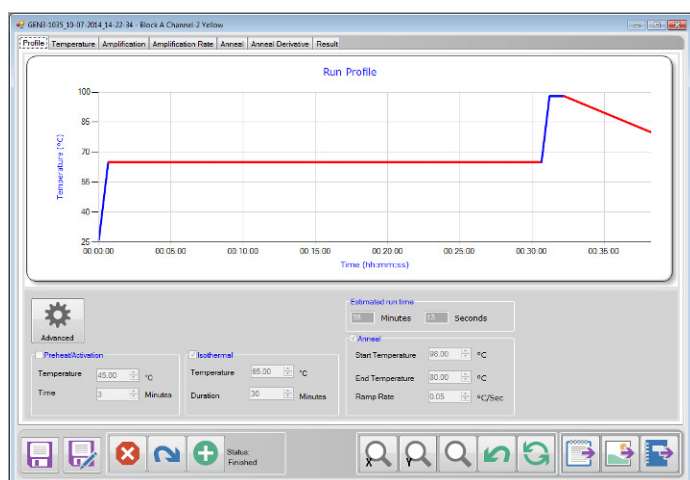 GEN3-1035_10-07-2014_14-22-34 - Block A Channel-2 Yellow
Profile Temperature Amplification Amplification Rate Anneal Anneal Derivative Result
Run Profile
100
85
70
55
40
25
Temperature (°C)
00:00:00 00:05:00 00:10:00 00:15:00 00:20:00 00:25:00 00:30:00 00:35:00
Time (hh:mm:ss)
Advanced
Estimated run time
38 Minutes 13 Seconds
Preheat/Activation
Temperature 45.00 °C
Time 3 Minutes
Isothermal
Temperature 65.00 °C
Duration 30 Minutes
Anneal
Start Temperature 98.00 °C
End Temperature 80.00 °C
Ramp Rate 0.05 °C/Sec
Status:
Finished
X Y